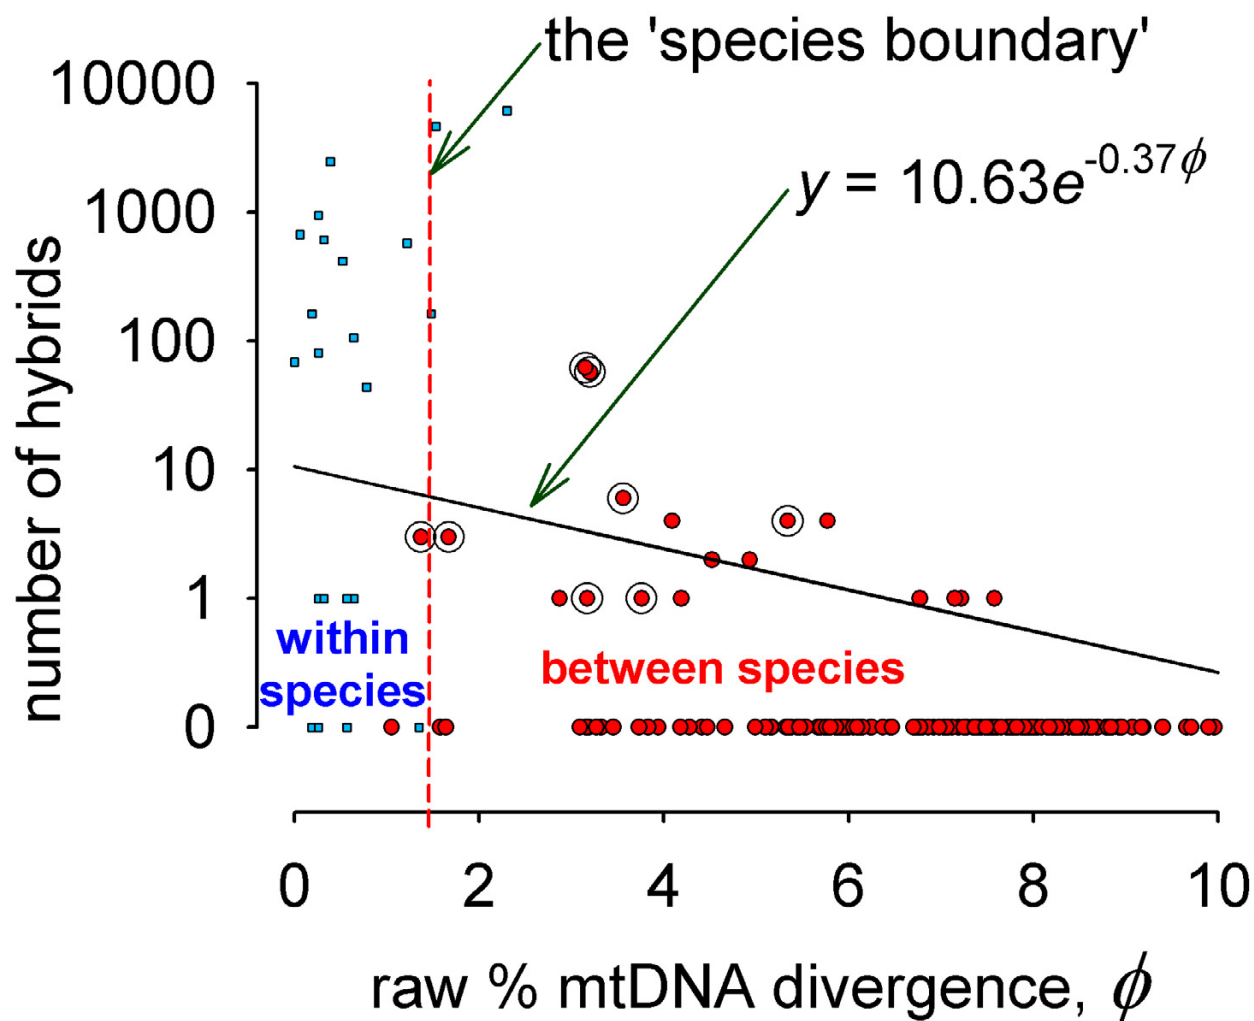 the 'species boundary'
y = 10.63e^-0.37ϕ
number of hybrids
10000
1000
100
10
1
0
within
species
between species
0 2 4 6 8 10
raw % mtDNA divergence, ϕ